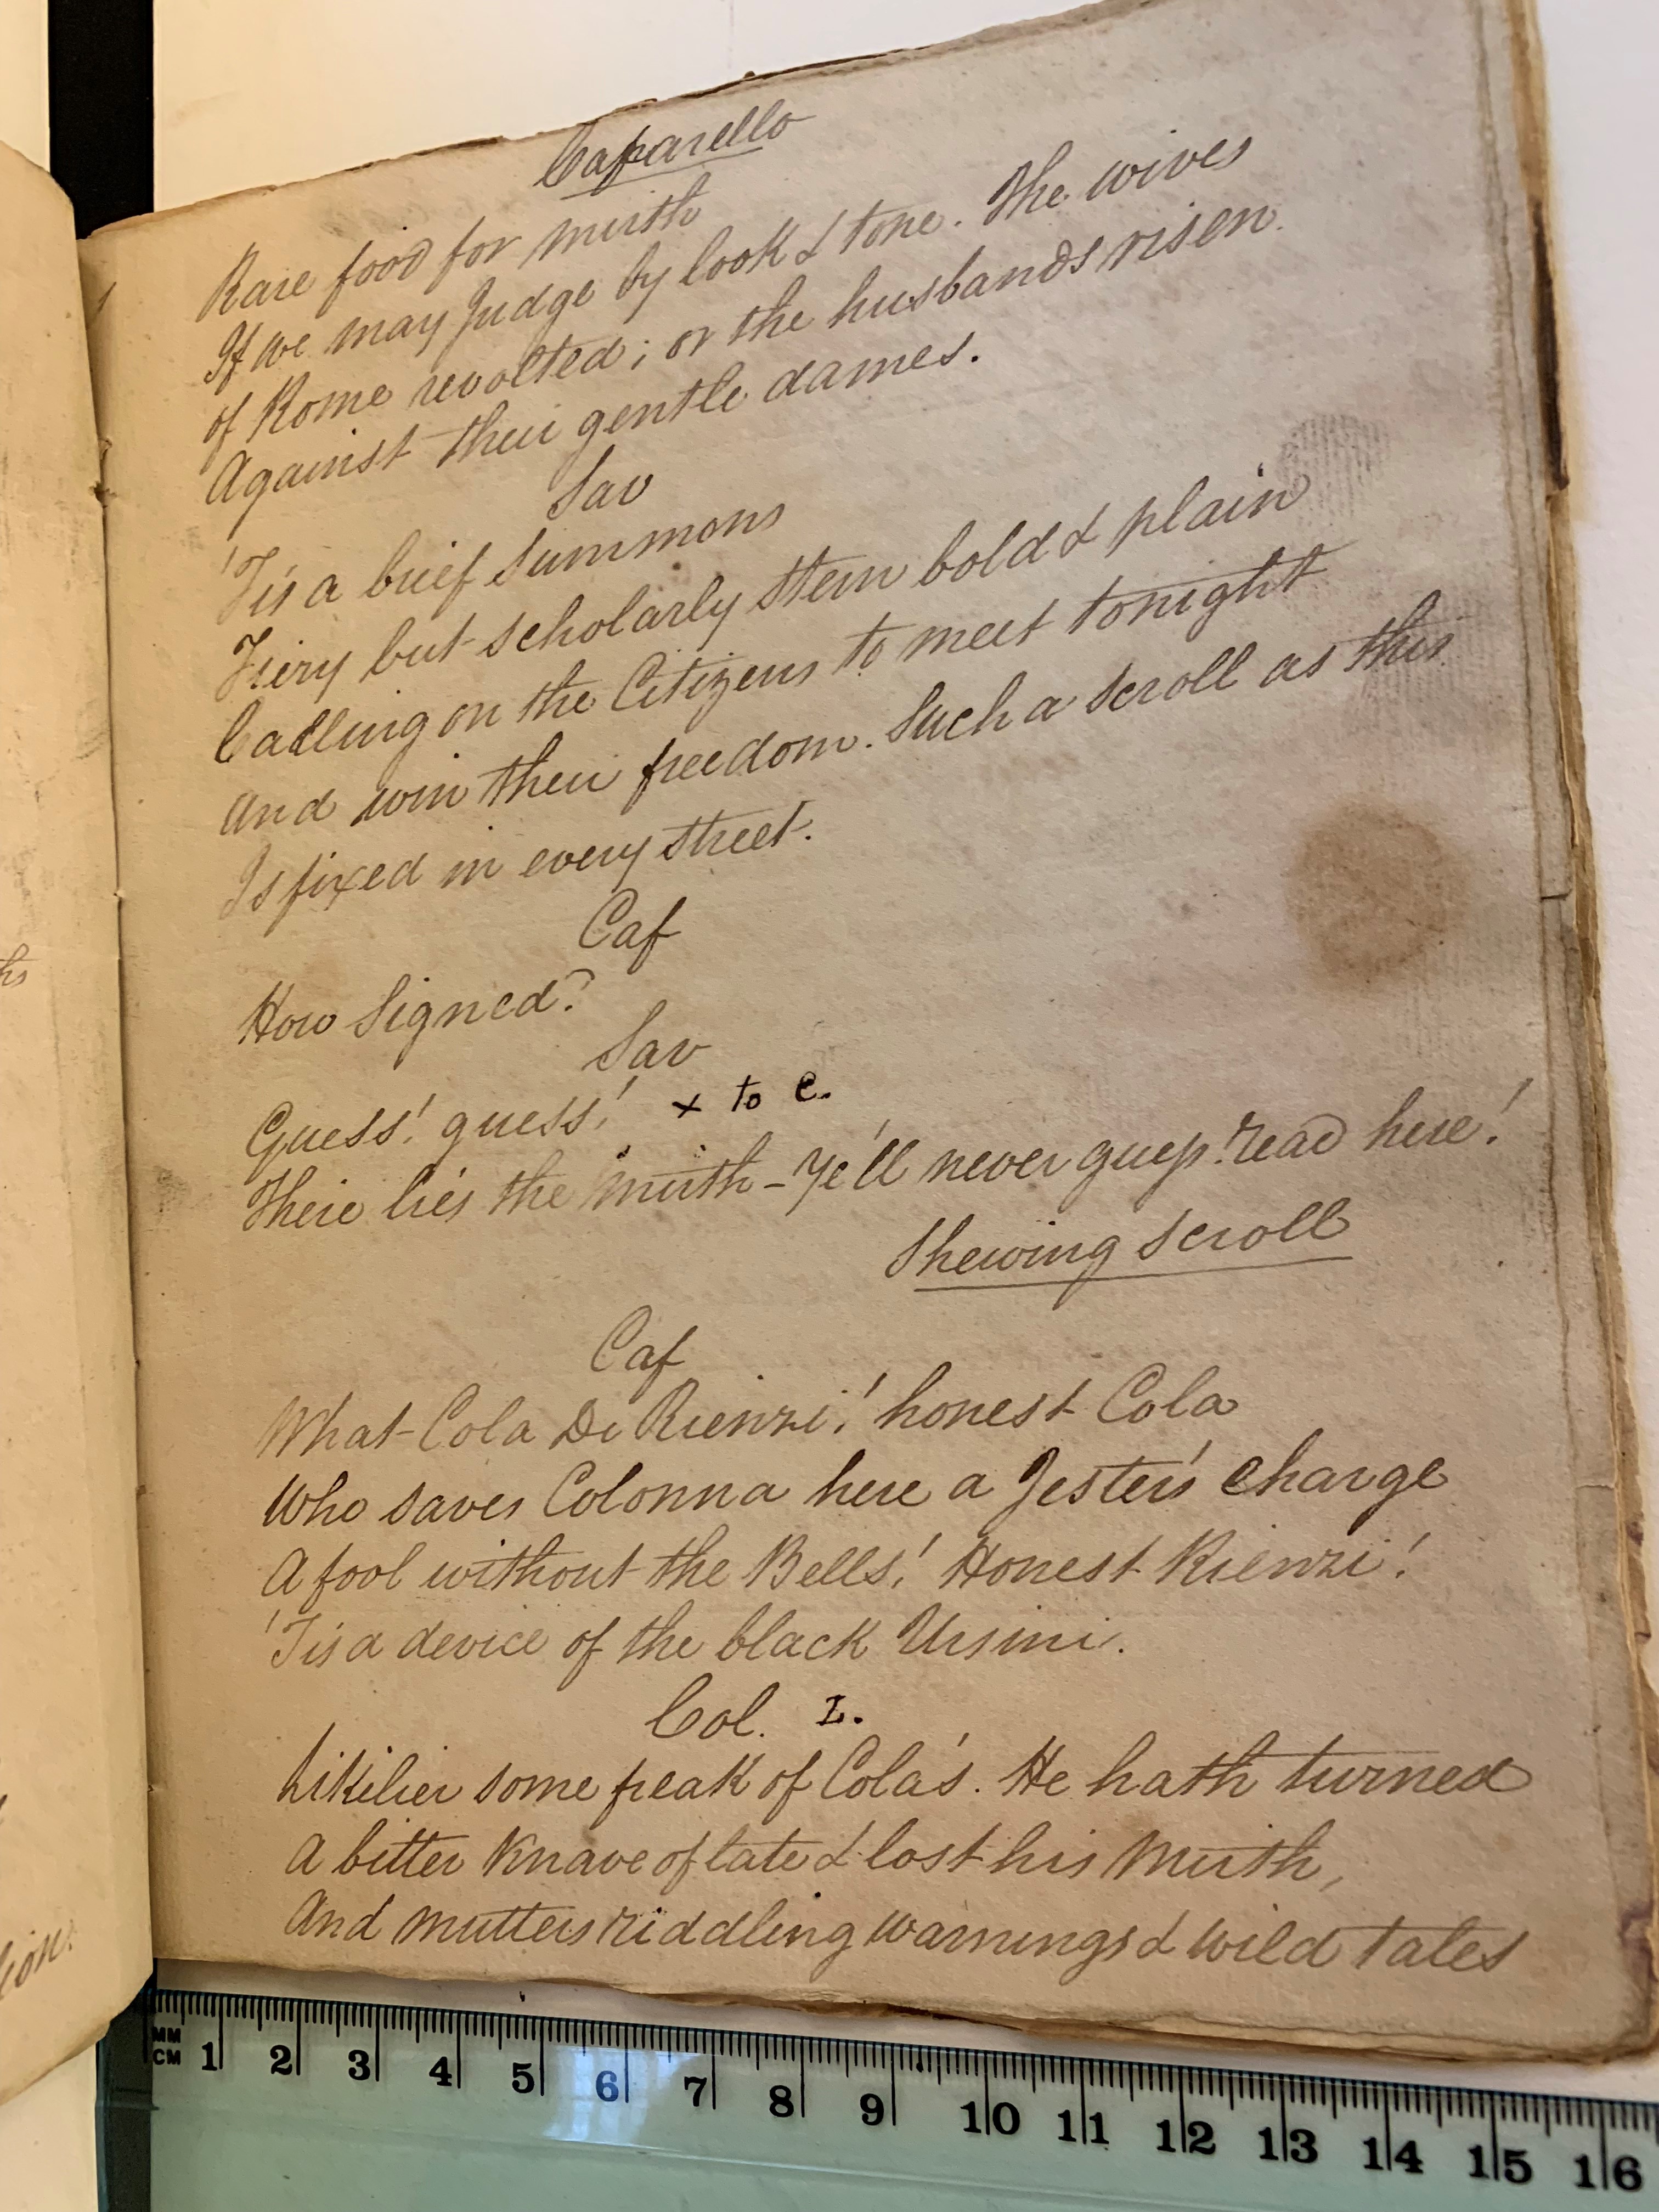 Cafarello
Rare food for mirth
If we may Judge by look & tone. The wives
of Rome revolted; or the husbands risen
Against their gentle dames.
Sav
'Tis a brief Summons
Fiery but scholarly stern bold & plain
Calling on the Citizens to meet tonight
And win their freedom. Such a scroll as this
Is fixed in every street.
Caf
How Signed?
Sav
Guess! guess! x to C.
There lies the mirth - Ye'll never guess! read here!
Shewing scroll
Caf
What Cola Di Rienzi! honest Cola
Who saves Colonna here a Jester's charge
A fool without the Bells! Honest Rienzi!
'Tis a device of the black Ursini.
Col. L.
Likilier some freak of Cola's. He hath turned
A bitter Knave of late & lost his Mirth,
And mutters riddling warnings & wild tales
MM
CM 1 2 3 4 5 6 7 8 9 10 11 12 13 14 15 16